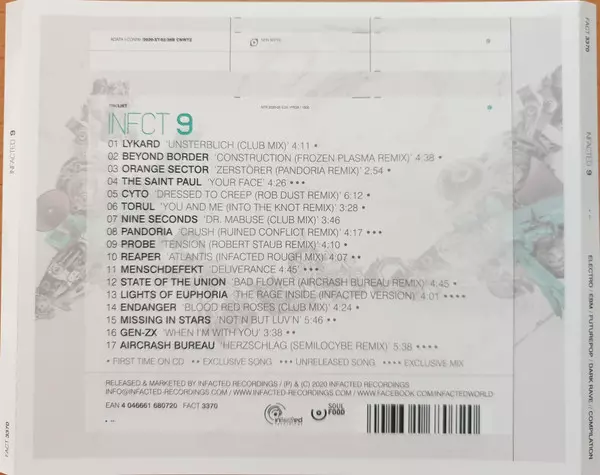 FACT 3370
INFACTED 9
TRKLIST
INFCT 9
01 LYKARD 'UNSTERBLICH (CLUB MIX)' 4:11 •
02 BEYOND BORDER 'CONSTRUCTION (FROZEN PLASMA REMIX)' 4:38 •
03 ORANGE SECTOR 'ZERSTÖRER (PANDORIA REMIX)' 2:54 •
04 THE SAINT PAUL 'YOUR FACE' 4:26 •••
05 CYTO 'DRESSED TO CREEP (ROB DUST REMIX)' 6:12 •
06 TORUL 'YOU AND ME (INTO THE KNOT REMIX)' 3:28 •
07 NINE SECONDS 'DR. MABUSE (CLUB MIX)' 3:46
08 PANDORIA 'CRUSH (RUINED CONFLICT REMIX)' 4:17 •••
09 PROBE 'TENSION (ROBERT STAUB REMIX)' 4:10 •
10 REAPER 'ATLANTIS (INFACTED ROUGH MIX)' 4:07 ••
11 MENSCHDEFEKT 'DELIVERANCE' 4:45 •••
12 STATE OF THE UNION 'BAD FLOWER (AIRCRASH BUREAU REMIX)' 4:45 •
13 LIGHTS OF EUPHORIA 'THE RAGE INSIDE (INFACTED VERSION)' 4:01 ••••
14 ENDANGER 'BLOOD RED ROSES (CLUB MIX)' 4:24 •
15 MISSING IN STARS 'NOT N BUT LUV N' 5:46 ••
16 GEN-ZX 'WHEN I'M WITH YOU' 3:38 ••
17 AIRCRASH BUREAU 'HERZSCHLAG (SEMILOCYBE REMIX)' 5:38 ••••
• FIRST TIME ON CD •• EXCLUSIVE SONG ••• UNRELEASED SONG •••• EXCLUSIVE MIX
RELEASED & MARKETED BY INFACTED RECORDINGS / (P) & (C) 2020 INFACTED RECORDINGS
INFO@INFACTED-RECORDINGS.COM / WWW.INFACTED-RECORDINGS.COM / WWW.FACEBOOK.COM/INFACTEDWORLD
EAN 4 046661 680720 FACT 3370
infacted
SOUL
FOOD
FACT 3370
INFACTED 9
ELECTRO / EBM / FUTUREPOP / DARK RAVE / COMPILATION